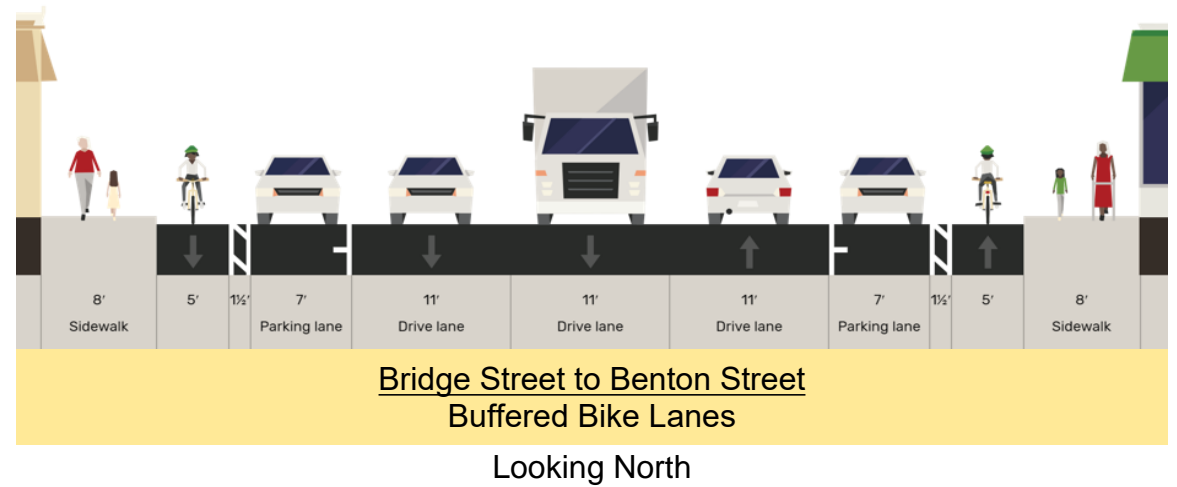 8′ 5′ 1½′ 7′ 11′ 11′ 11′ 7′ 1½′ 5′ 8′
Sidewalk Parking lane Drive lane Drive lane Drive lane Parking lane Sidewalk
Bridge Street to Benton Street
Buffered Bike Lanes
Looking North